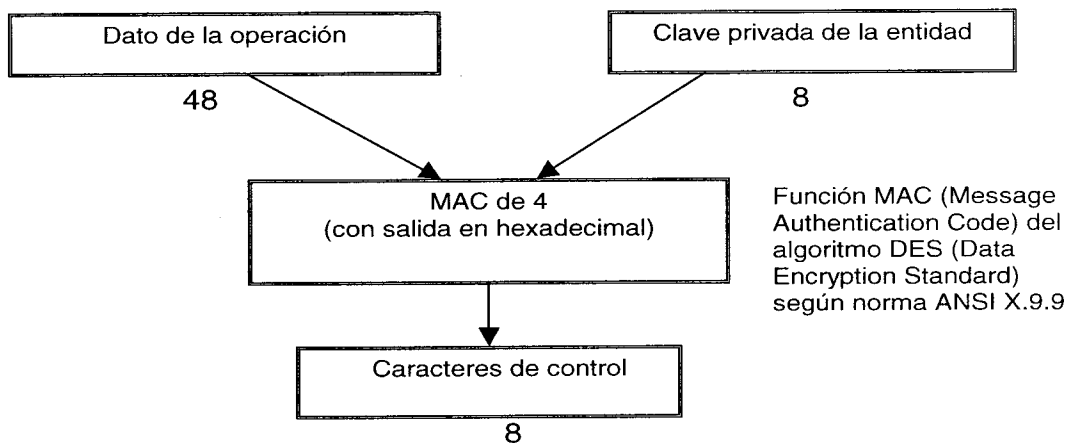 Dato de la operación
Clave privada de la entidad
48
8
MAC de 4
(con salida en hexadecimal)
Función MAC (Message
Authentication Code) del
algoritmo DES (Data
Encryption Standard)
según norma ANSI X.9.9
Caracteres de control
8